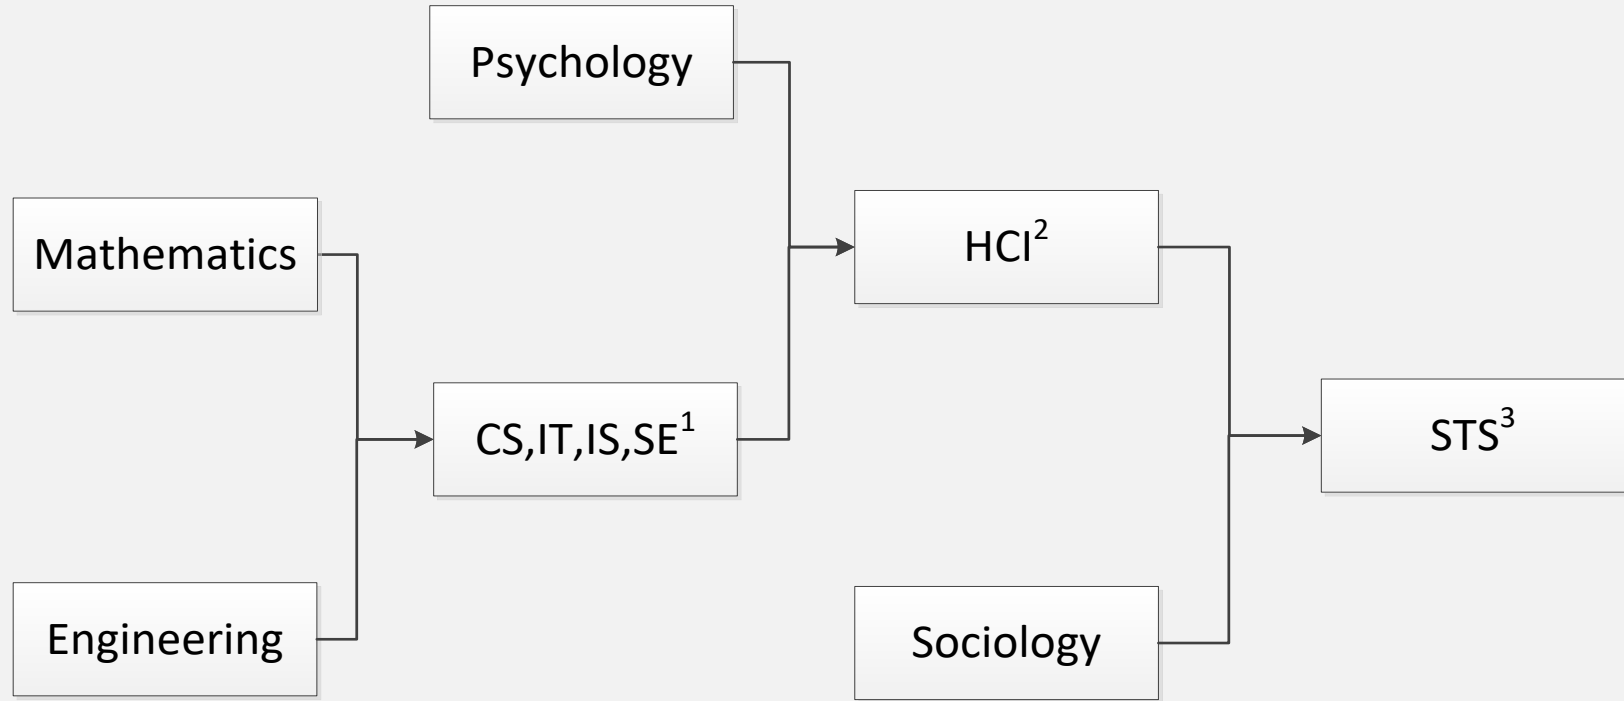 Psychology
Mathematics
HCI²
CS,IT,IS,SE¹
STS³
Engineering
Sociology